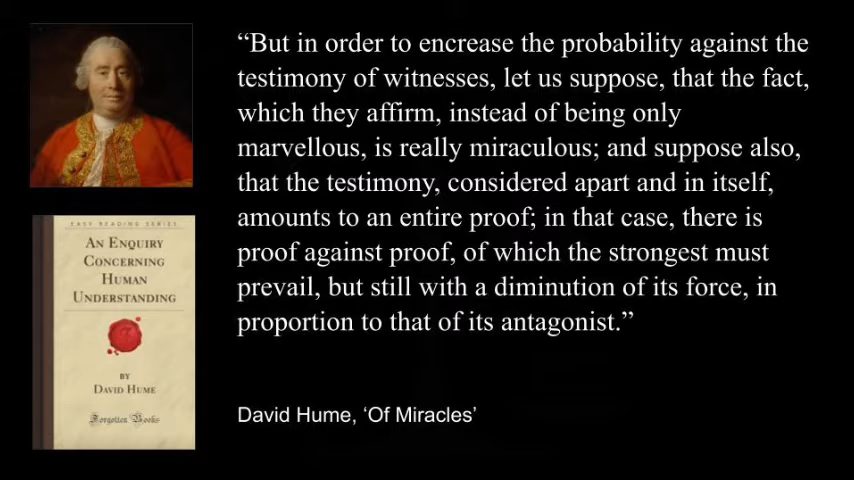 “But in order to encrease the probability against the
testimony of witnesses, let us suppose, that the fact,
which they affirm, instead of being only
marvellous, is really miraculous; and suppose also,
that the testimony, considered apart and in itself,
amounts to an entire proof; in that case, there is
proof against proof, of which the strongest must
prevail, but still with a diminution of its force, in
proportion to that of its antagonist.”
David Hume, ‘Of Miracles’
EASY READING SERIES
AN ENQUIRY
CONCERNING
HUMAN
UNDERSTANDING
BY
DAVID HUME
Forgotten Books